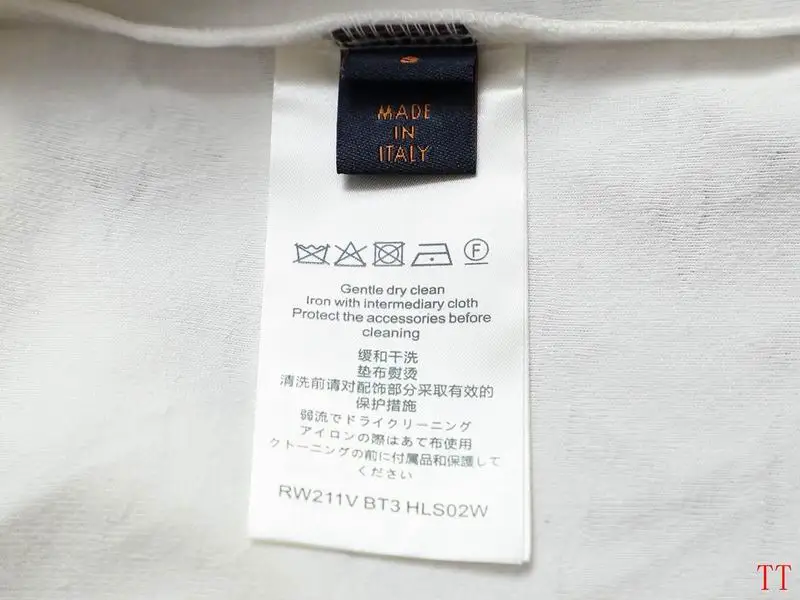 MADE
IN
ITALY
F
Gentle dry clean
Iron with intermediary cloth
Protect the accessories before
cleaning
缓和干洗
垫布熨烫
清洗前请对配饰部分采取有效的
保护措施
弱流でドライクリーニング
アイロンの際はあて布使用
クトーニングの前に付属品和保護して
ください
RW211V BT3 HLS02W
TT